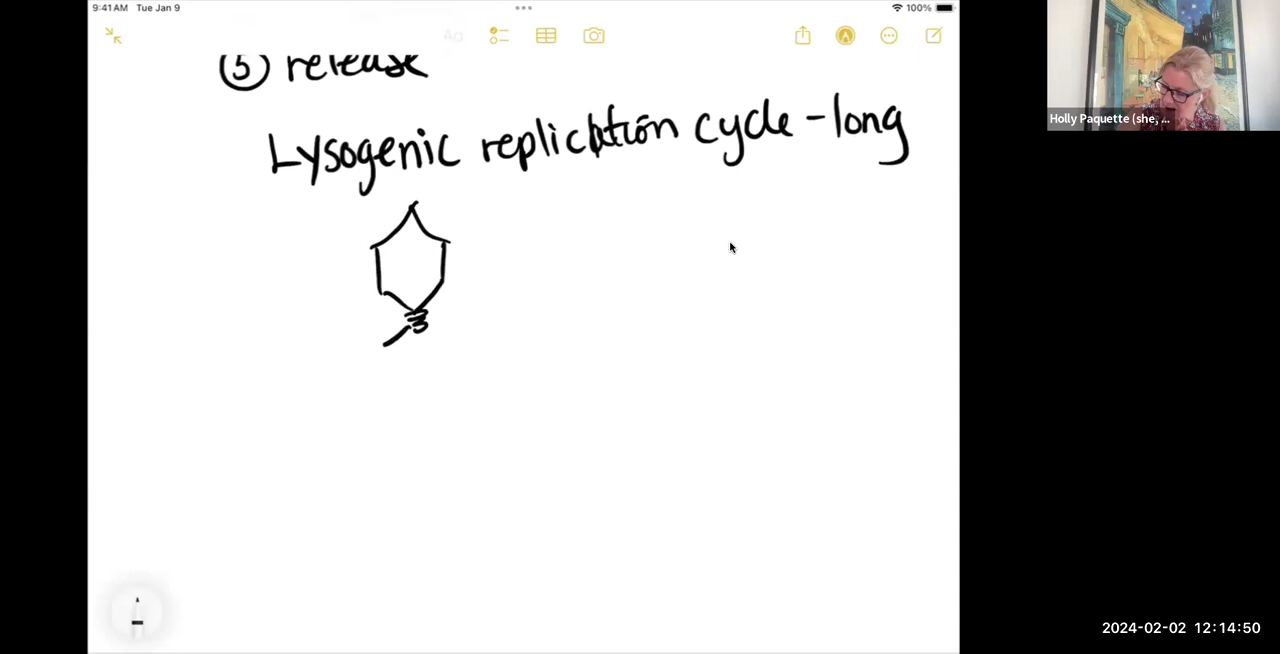 9:41 AM Tue Jan 9
100%
Aa
⑤ release
Lysogenic replication cycle - long
Holly Paquette (she, ...
2024-02-02 12:14:50